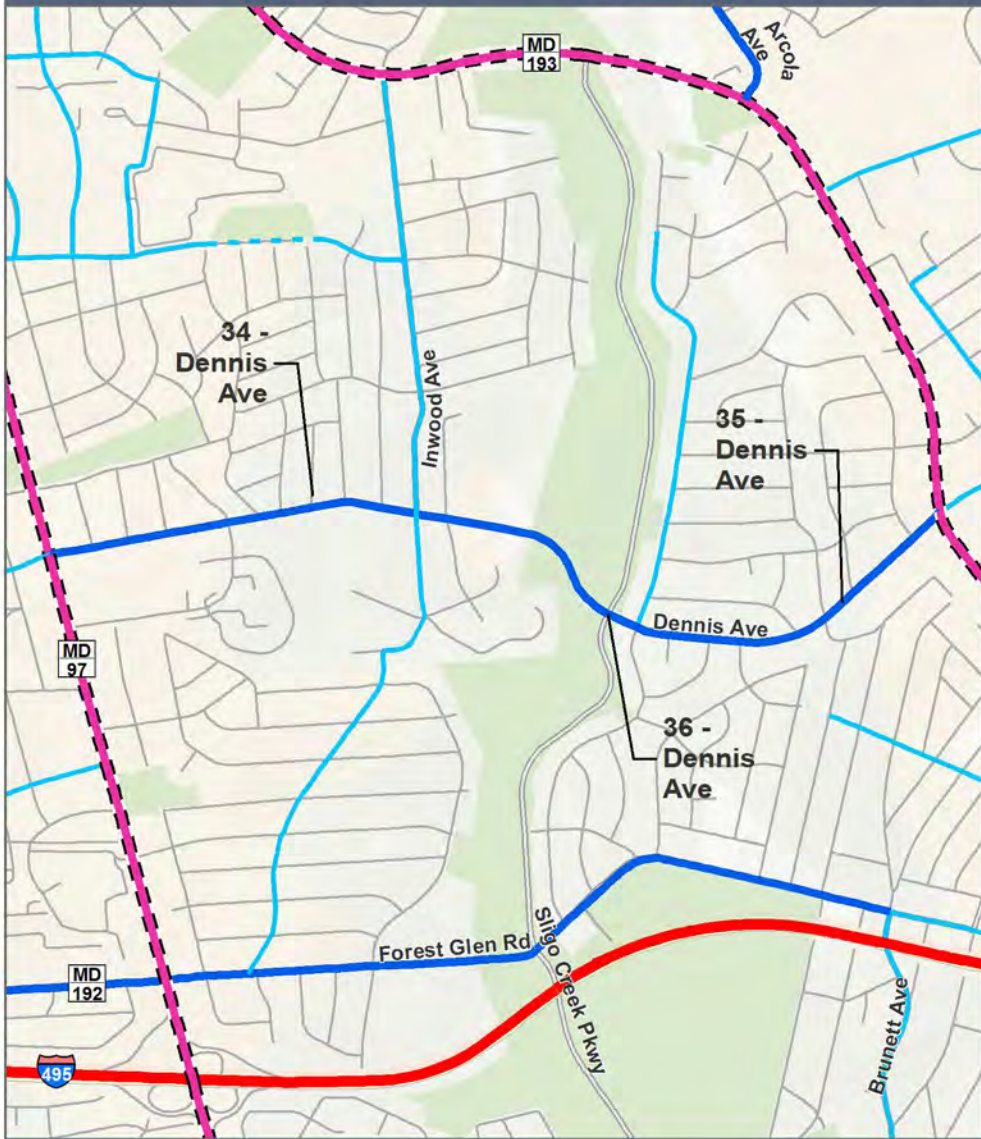 Arcola
Ave
MD
193
34 -
Dennis
Ave
Inwood Ave
35 -
Dennis
Ave
Dennis Ave
MD
97
36 -
Dennis
Ave
Forest Glen Rd
Sligo Creek Pkwy
MD
192
Brunett Ave
495